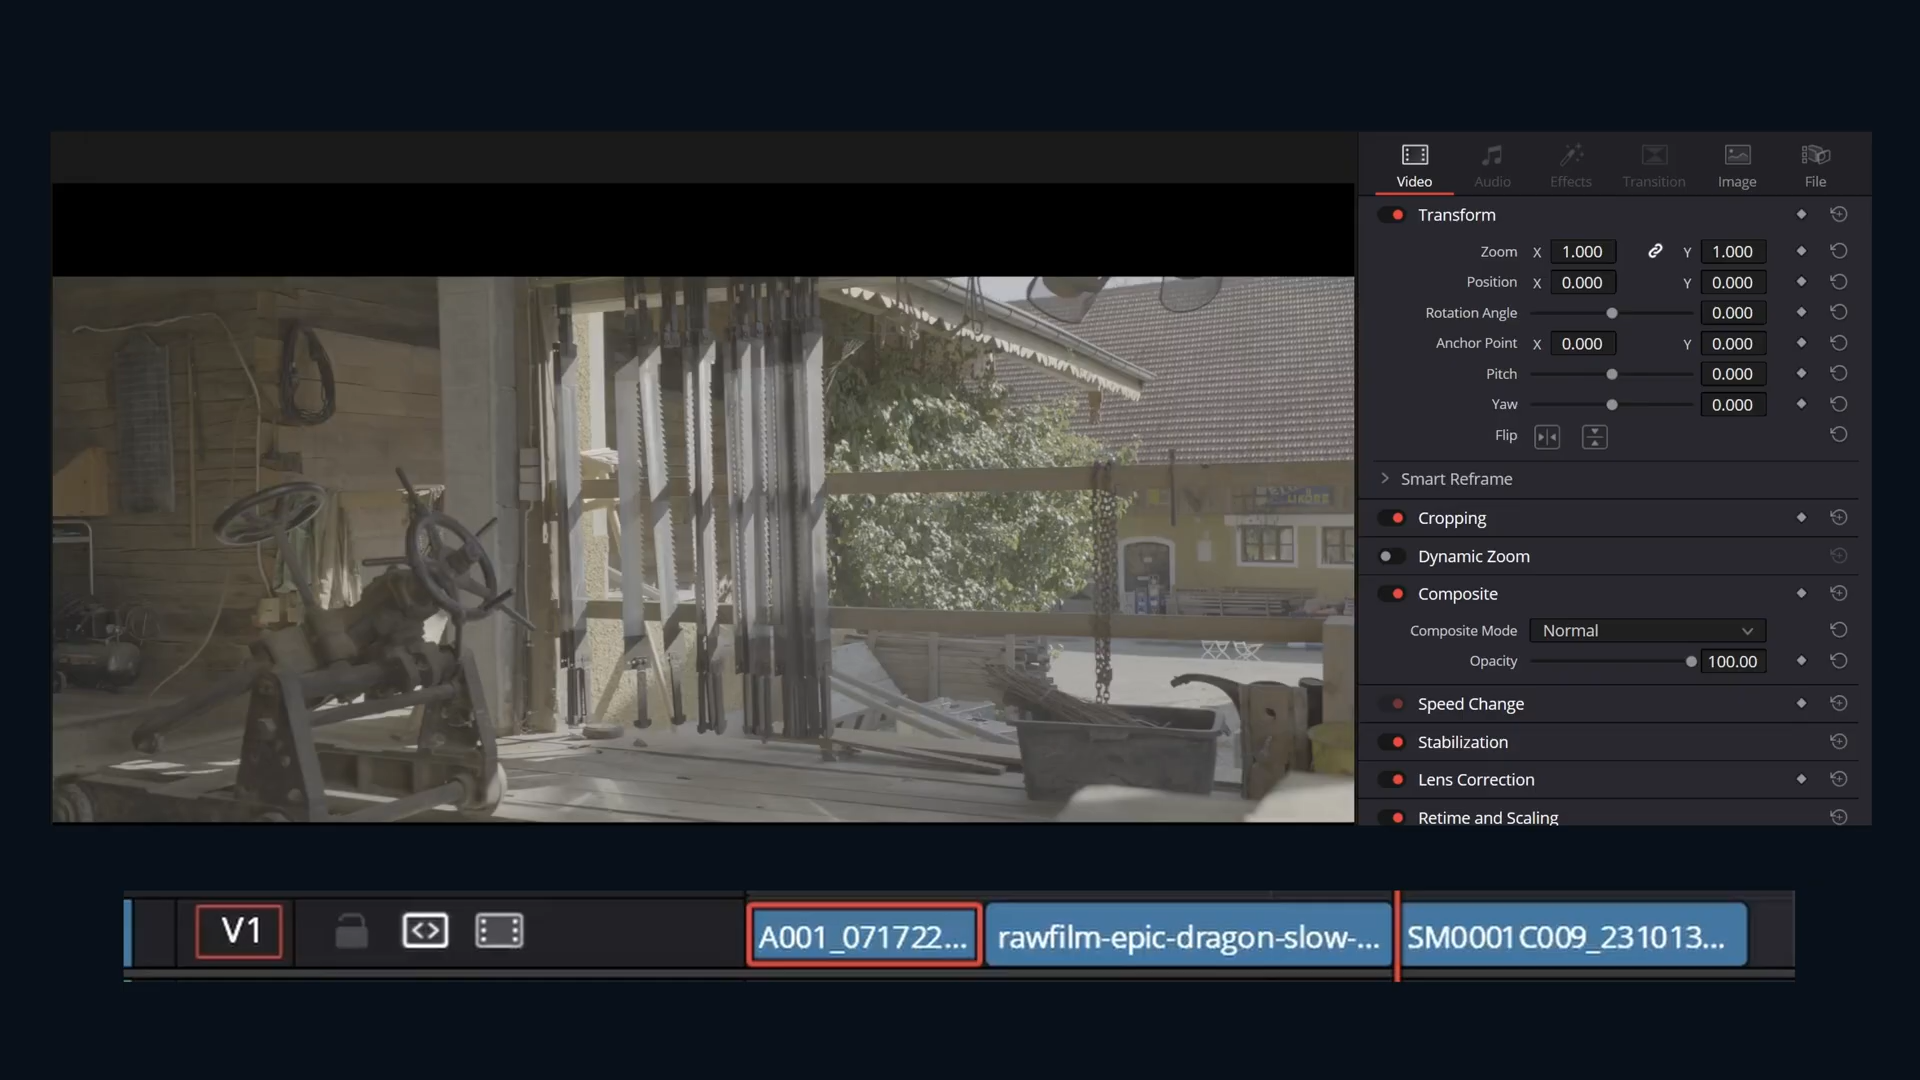 Video Audio Effects Transition Image File
Transform
Zoom X 1.000 Y 1.000
Position X 0.000 Y 0.000
Rotation Angle 0.000
Anchor Point X 0.000 Y 0.000
Pitch 0.000
Yaw 0.000
Flip
Smart Reframe
Cropping
Dynamic Zoom
Composite
Composite Mode Normal
Opacity 100.00
Speed Change
Stabilization
Lens Correction
Retime and Scaling
V1 A001_071722... rawfilm-epic-dragon-slow-... SM0001C009_231013...